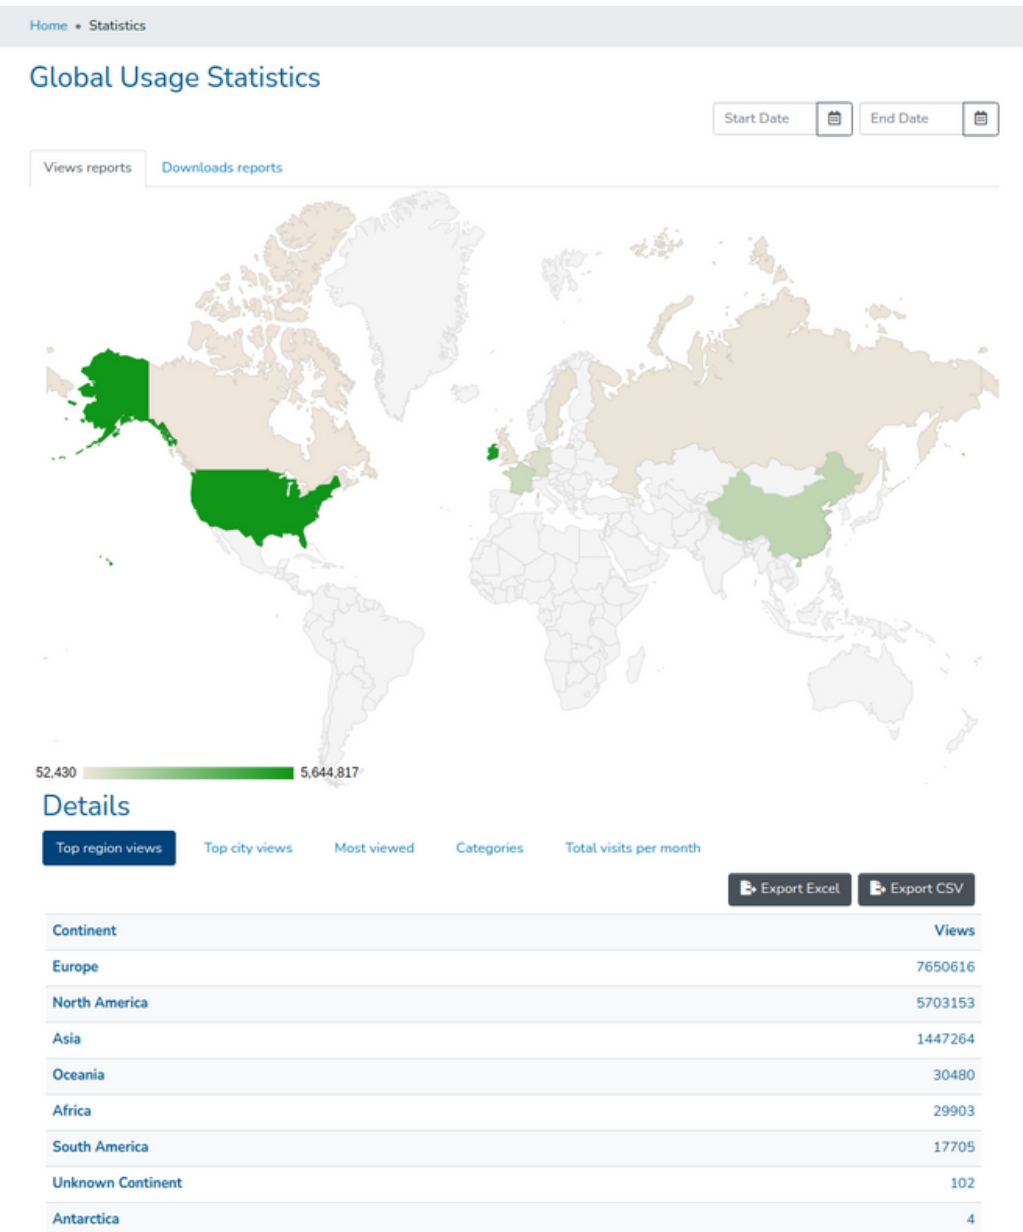 Home • Statistics
Global Usage Statistics
Start Date End Date
Views reports Downloads reports
52,430 5,644,817
Details
Top region views Top city views Most viewed Categories Total visits per month
Export Excel Export CSV
Continent Views
Europe 7650616
North America 5703153
Asia 1447264
Oceania 30480
Africa 29903
South America 17705
Unknown Continent 102
Antarctica 4